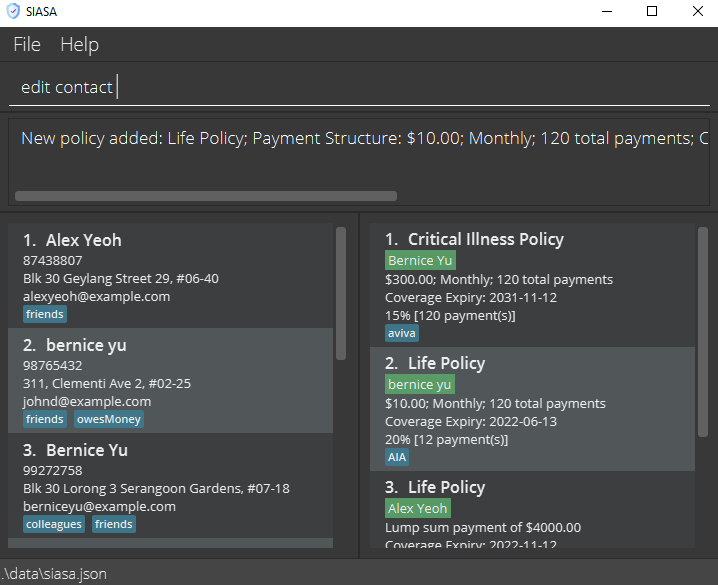 SIASA
File Help
edit contact
New policy added: Life Policy; Payment Structure: $10.00; Monthly; 120 total payments; C
1. Alex Yeoh
87438807
Blk 30 Geylang Street 29, #06-40
alexyeoh@example.com
friends
2. bernice yu
98765432
311, Clementi Ave 2, #02-25
johnd@example.com
friends owesMoney
3. Bernice Yu
99272758
Blk 30 Lorong 3 Serangoon Gardens, #07-18
berniceyu@example.com
colleagues friends
1. Critical Illness Policy
Bernice Yu
$300.00; Monthly; 120 total payments
Coverage Expiry: 2031-11-12
15% [120 payment(s)]
aviva
2. Life Policy
bernice yu
$10.00; Monthly; 120 total payments
Coverage Expiry: 2022-06-13
20% [12 payment(s)]
AIA
3. Life Policy
Alex Yeoh
Lump sum payment of $4000.00
Coverage Expiry: 2022-11-12
.\data\siasa.json